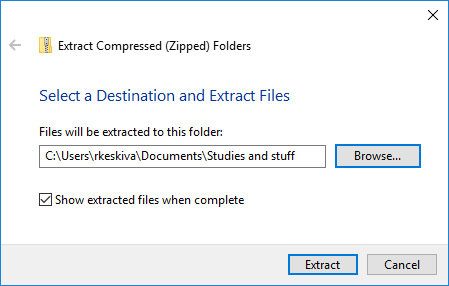 Extract Compressed (Zipped) Folders
Select a Destination and Extract Files
Files will be extracted to this folder:
C:\Users\rkeskiva\Documents\Studies and stuff
Browse...
Show extracted files when complete
Extract
Cancel